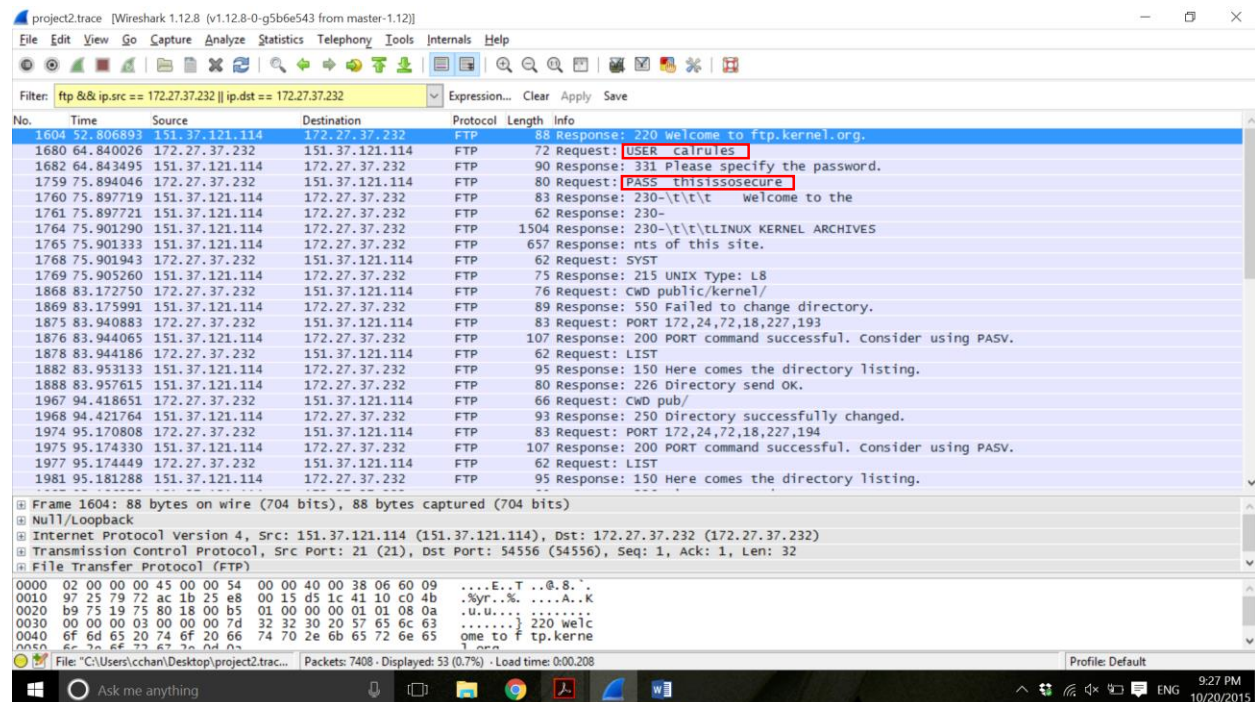 project2.trace [Wireshark 1.12.8 (v1.12.8-0-g5b6e543 from master-1.12)]
File Edit View Go Capture Analyze Statistics Telephony Tools Internals Help
Filter: ftp && ip.src == 172.27.37.232 || ip.dst == 172.27.37.232 Expression... Clear Apply Save
No. Time Source Destination Protocol Length Info
1604 52.806893 151.37.121.114 172.27.37.232 FTP 88 Response: 220 Welcome to ftp.kernel.org.
1680 64.840026 172.27.37.232 151.37.121.114 FTP 72 Request: USER calrules
1682 64.843495 151.37.121.114 172.27.37.232 FTP 90 Response: 331 Please specify the password.
1759 75.894046 172.27.37.232 151.37.121.114 FTP 80 Request: PASS thisissosecure
1760 75.897719 151.37.121.114 172.27.37.232 FTP 83 Response: 230-\t\t\t Welcome to the
1761 75.897721 151.37.121.114 172.27.37.232 FTP 62 Response: 230-
1764 75.901290 151.37.121.114 172.27.37.232 FTP 1504 Response: 230-\t\t\tLINUX KERNEL ARCHIVES
1765 75.901333 151.37.121.114 172.27.37.232 FTP 657 Response: nts of this site.
1768 75.901943 172.27.37.232 151.37.121.114 FTP 62 Request: SYST
1769 75.905260 151.37.121.114 172.27.37.232 FTP 75 Response: 215 UNIX Type: L8
1868 83.172750 172.27.37.232 151.37.121.114 FTP 76 Request: CWD public/kernel/
1869 83.175991 151.37.121.114 172.27.37.232 FTP 89 Response: 550 Failed to change directory.
1875 83.940883 172.27.37.232 151.37.121.114 FTP 83 Request: PORT 172,24,72,18,227,193
1876 83.944065 151.37.121.114 172.27.37.232 FTP 107 Response: 200 PORT command successful. Consider using PASV.
1878 83.944186 172.27.37.232 151.37.121.114 FTP 62 Request: LIST
1882 83.953133 151.37.121.114 172.27.37.232 FTP 95 Response: 150 Here comes the directory listing.
1888 83.957615 151.37.121.114 172.27.37.232 FTP 80 Response: 226 Directory send OK.
1967 94.418651 172.27.37.232 151.37.121.114 FTP 66 Request: CWD pub/
1968 94.421764 151.37.121.114 172.27.37.232 FTP 93 Response: 250 Directory successfully changed.
1974 95.170808 172.27.37.232 151.37.121.114 FTP 83 Request: PORT 172,24,72,18,227,194
1975 95.174330 151.37.121.114 172.27.37.232 FTP 107 Response: 200 PORT command successful. Consider using PASV.
1977 95.174449 172.27.37.232 151.37.121.114 FTP 62 Request: LIST
1981 95.181288 151.37.121.114 172.27.37.232 FTP 95 Response: 150 Here comes the directory listing.
Frame 1604: 88 bytes on wire (704 bits), 88 bytes captured (704 bits)
Null/Loopback
Internet Protocol Version 4, Src: 151.37.121.114 (151.37.121.114), Dst: 172.27.37.232 (172.27.37.232)
Transmission Control Protocol, Src Port: 21 (21), Dst Port: 54556 (54556), Seq: 1, Ack: 1, Len: 32
File Transfer Protocol (FTP)
0000 02 00 00 00 45 00 00 54 00 00 40 00 38 06 60 09 ....E..T ..@.8.`.
0010 97 25 79 72 ac 1b 25 e8 00 15 d5 1c 41 10 c0 4b .%yr..%. ....A..K
0020 b9 75 19 75 80 18 00 b5 01 00 00 00 01 01 08 0a .u.u.... ........
0030 00 00 00 03 00 00 00 7d 32 32 30 20 57 65 6c 63 .......} 220 Welc
0040 6f 6d 65 20 74 6f 20 66 74 70 2e 6b 65 72 6e 65 ome to f tp.kerne
0050 6c 2e 6f 72 67 2e 0d 0a l.org.
File: "C:\Users\cchan\Desktop\project2.trac... Packets: 7408 · Displayed: 53 (0.7%) · Load time: 0:00.208 Profile: Default
Ask me anything
ENG 9:27 PM
10/20/2015